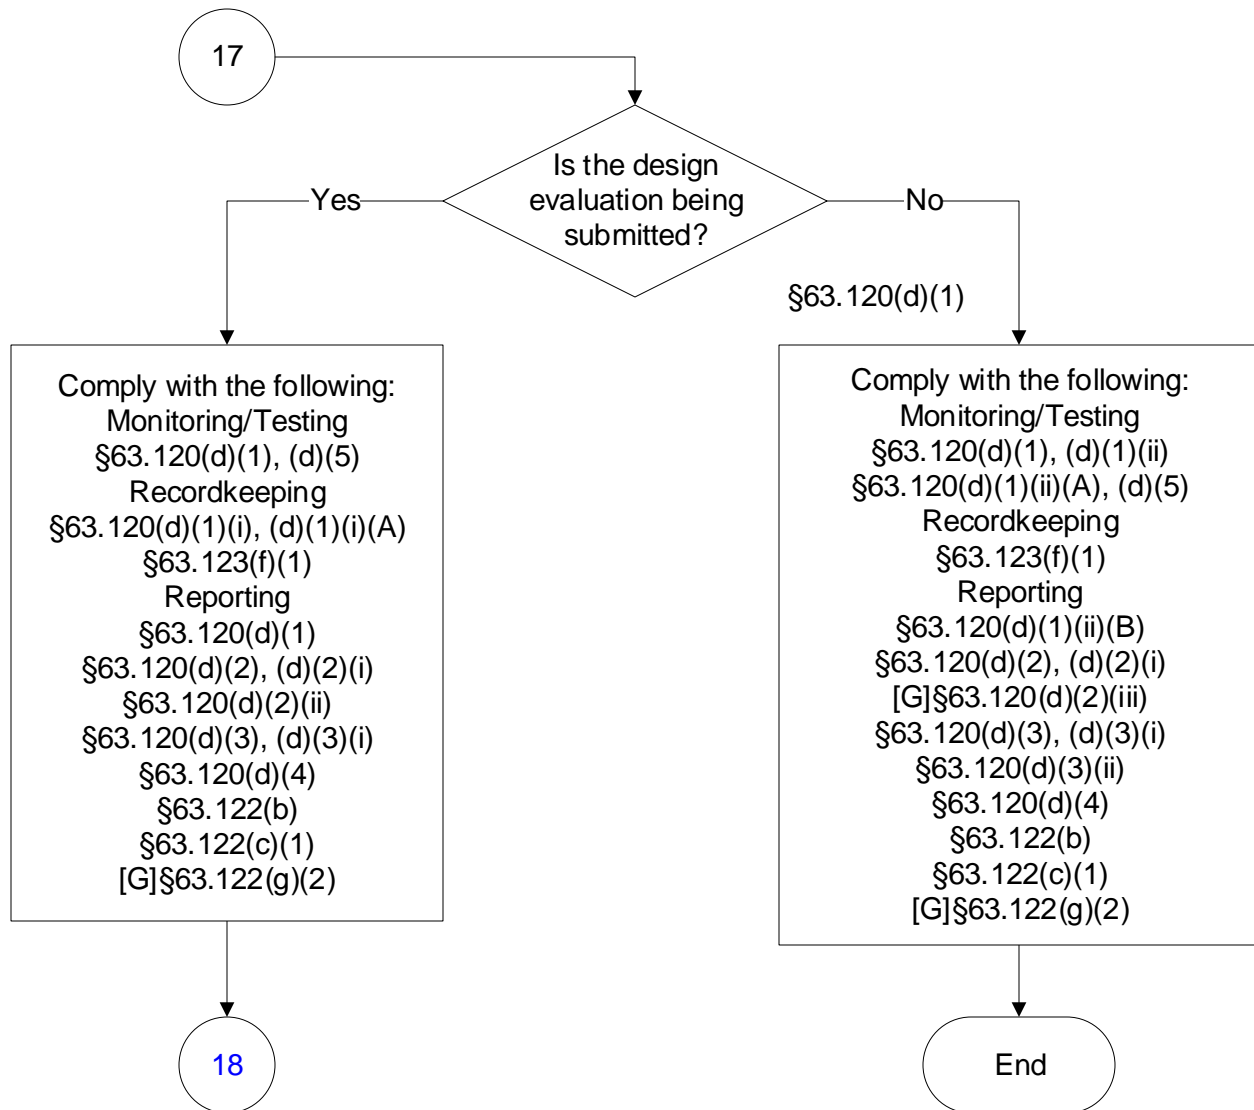 17
Is the design
evaluation being
submitted?
Yes
No
§63.120(d)(1)
Comply with the following:
Monitoring/Testing
§63.120(d)(1), (d)(5)
Recordkeeping
§63.120(d)(1)(i), (d)(1)(i)(A)
§63.123(f)(1)
Reporting
§63.120(d)(1)
§63.120(d)(2), (d)(2)(i)
§63.120(d)(2)(ii)
§63.120(d)(3), (d)(3)(i)
§63.120(d)(4)
§63.122(b)
§63.122(c)(1)
[G]§63.122(g)(2)
Comply with the following:
Monitoring/Testing
§63.120(d)(1), (d)(1)(ii)
§63.120(d)(1)(ii)(A), (d)(5)
Recordkeeping
§63.123(f)(1)
Reporting
§63.120(d)(1)(ii)(B)
§63.120(d)(2), (d)(2)(i)
[G]§63.120(d)(2)(iii)
§63.120(d)(3), (d)(3)(i)
§63.120(d)(3)(ii)
§63.120(d)(4)
§63.122(b)
§63.122(c)(1)
[G]§63.122(g)(2)
18
End